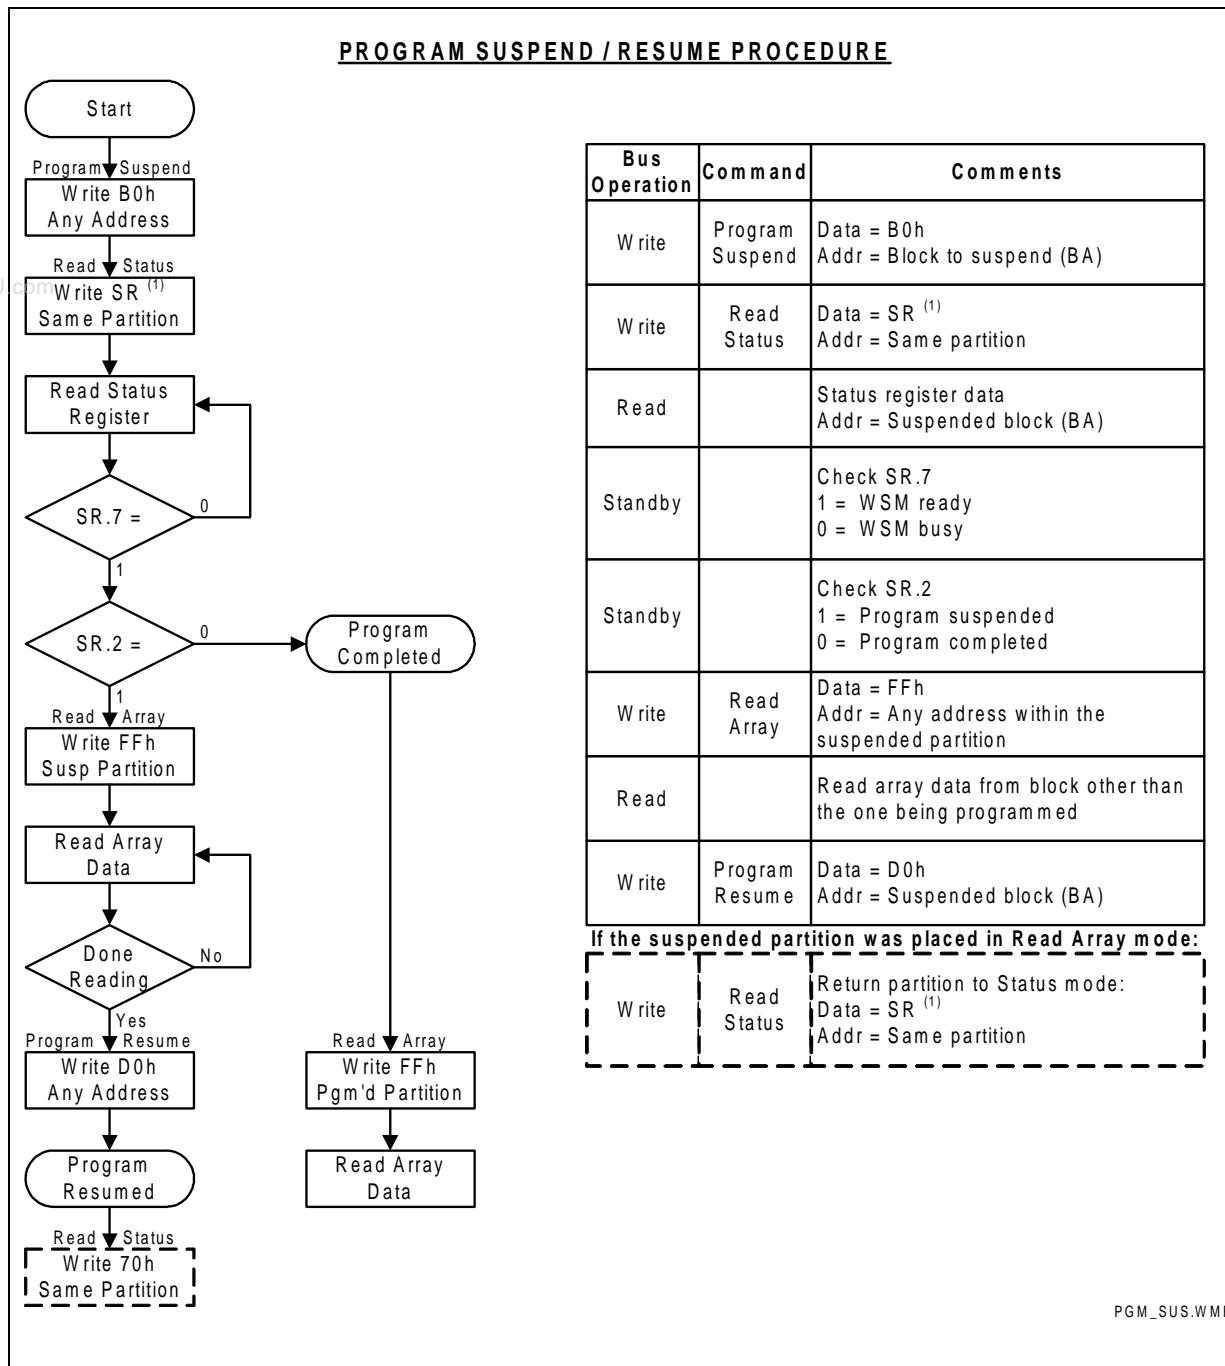 PROGRAM SUSPEND / RESUME PROCEDURE
Start
Program Suspend
Write B0h
Any Address
Read Status
J.com
Write SR (1)
Same Partition
Read Status
Register
SR.7 =
0
1
SR.2 =
0
Program
Completed
1
Read Array
Write FFh
Susp Partition
Read Array
Data
Done
Reading
No
Yes
Program Resume
Write D0h
Any Address
Program
Resumed
Read Status
Write 70h
Same Partition
Read Array
Write FFh
Pgm'd Partition
Read Array
Data
Bus
Operation
Command
Comments
Write
Program
Suspend
Data = B0h
Addr = Block to suspend (BA)
Write
Read
Status
Data = SR (1)
Addr = Same partition
Read
Status register data
Addr = Suspended block (BA)
Standby
Check SR.7
1 = WSM ready
0 = WSM busy
Standby
Check SR.2
1 = Program suspended
0 = Program completed
Write
Read
Array
Data = FFh
Addr = Any address within the
suspended partition
Read
Read array data from block other than
the one being programmed
Write
Program
Resume
Data = D0h
Addr = Suspended block (BA)
If the suspended partition was placed in Read Array mode:
Write
Read
Status
Return partition to Status mode:
Data = SR (1)
Addr = Same partition
PGM_SUS.WM